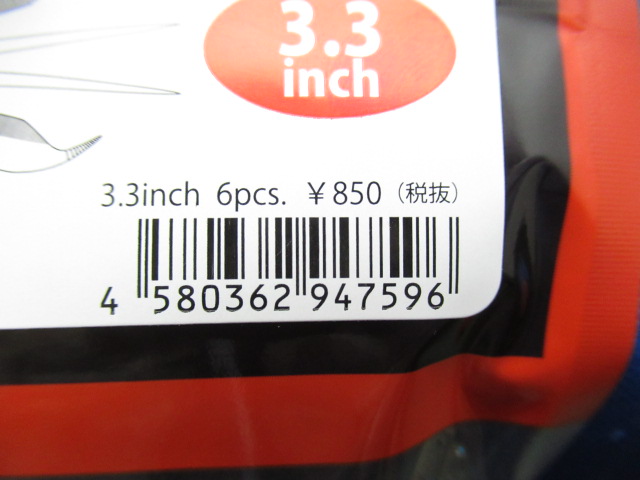 3.3
inch
3.3inch 6pcs. ￥850（税抜）
4 580362 947596